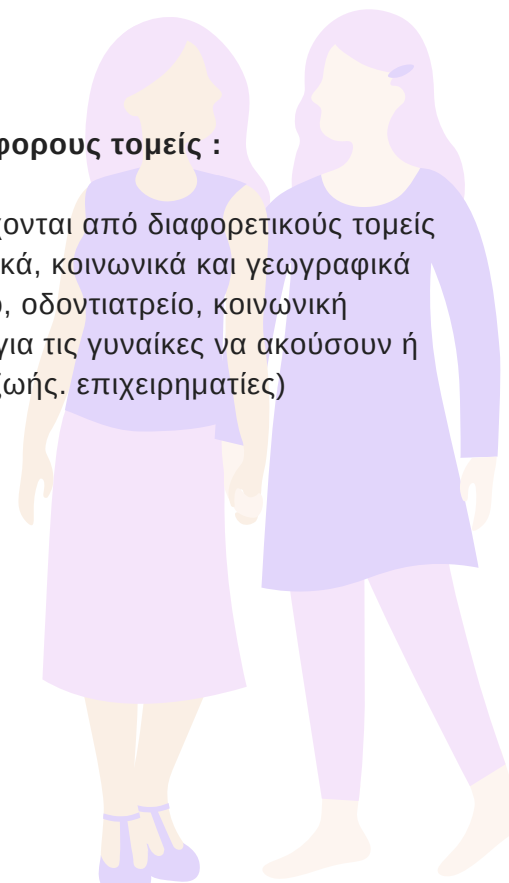 φορους τομείς :
χονται από διαφορετικούς τομείς
κά, κοινωνικά και γεωγραφικά
ο, οδοντιατρείο, κοινωνική
για τις γυναίκες να ακούσουν ή
ζωής. επιχειρηματίες)